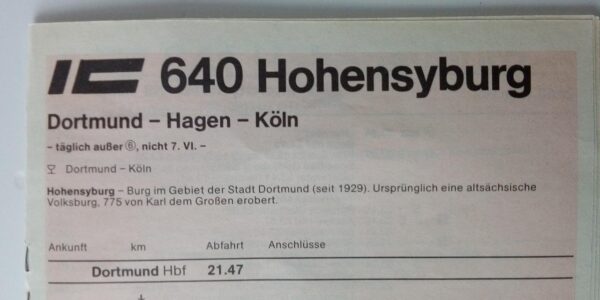 IC 640 Hohensyburg
Dortmund – Hagen – Köln
– täglich außer ⑥, nicht 7. VI. –
Dortmund – Köln
Hohensyburg – Burg im Gebiet der Stadt Dortmund (seit 1929). Ursprünglich eine altsächsische
Volksburg, 775 von Karl dem Großen erobert.
Ankunft km Abfahrt Anschlüsse
Dortmund Hbf 21.47